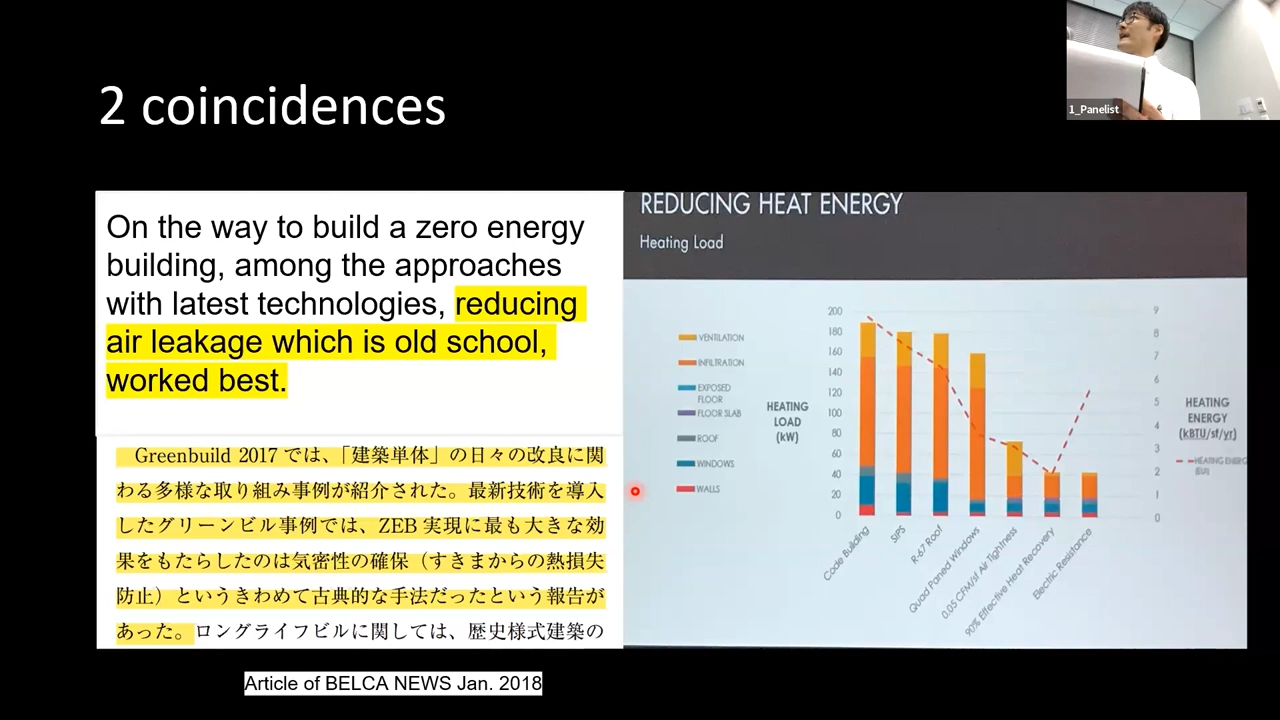 2 coincidences
1_Panelist
On the way to build a zero energy
building, among the approaches
with latest technologies, reducing
air leakage which is old school,
worked best.
Greenbuild 2017 では、「建築単体」の日々の改良に関
わる多様な取り組み事例が紹介された。最新技術を導入
したグリーンビル事例では、ZEB 実現に最も大きな効
果をもたらしたのは気密性の確保（すきまからの熱損失
防止）というきわめて古典的な手法だったという報告が
あった。ロングライフビルに関しては、歴史様式建築の
Article of BELCA NEWS Jan. 2018
REDUCING HEAT ENERGY
Heating Load
VENTILATION
INFILTRATION
EXPOSED
FLOOR
FLOOR SLAB
ROOF
WINDOWS
WALLS
HEATING
LOAD
(kW)
200
180
160
140
120
100
80
60
40
20
0
9
8
7
6
5
4
3
2
1
0
HEATING
ENERGY
(kBTU/sf/yr)
HEATING ENERG
(EUI)
Code Building
SIPS
R-67 Roof
Quad Paned Windows
0.05 CFM/sf Air Tightness
90% Effective Heat Recovery
Electric Resistance